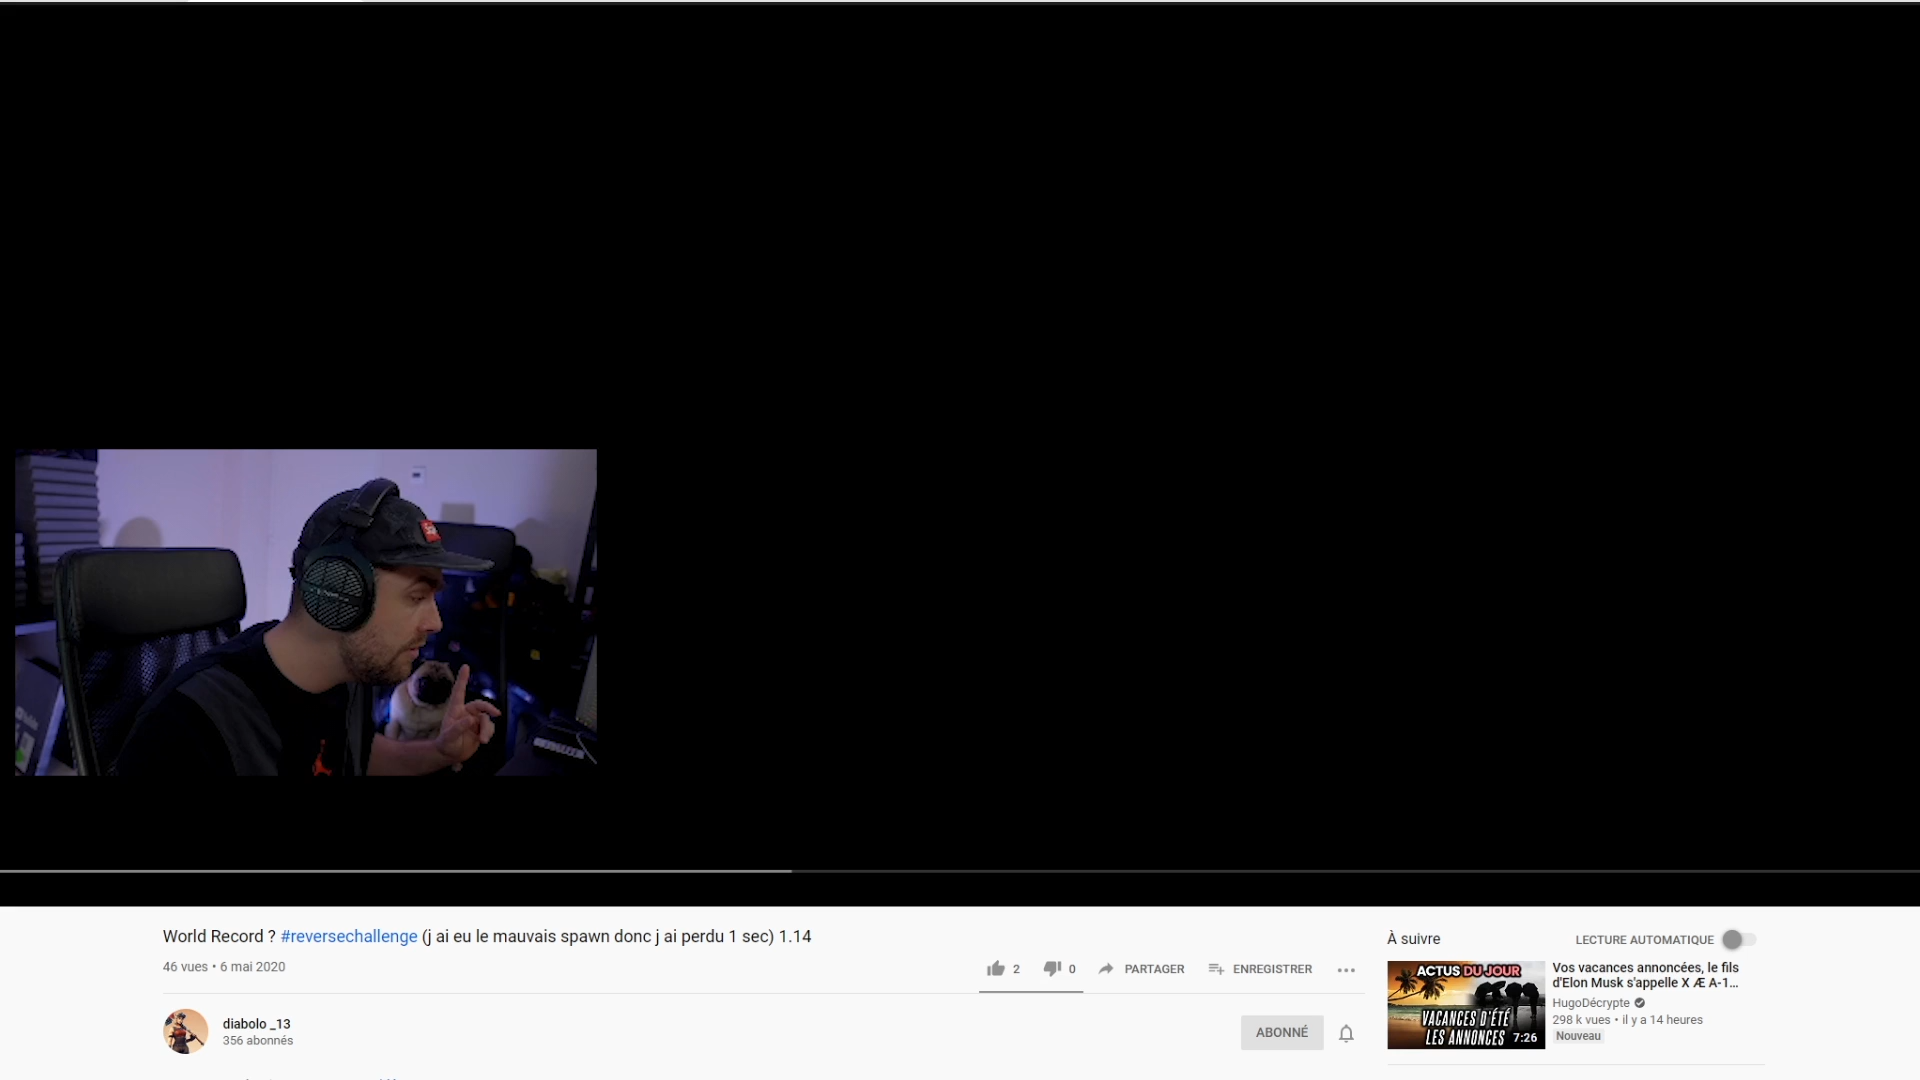 World Record ? #reversechallenge (j ai eu le mauvais spawn donc j ai perdu 1 sec) 1.14
46 vues • 6 mai 2020
2
0
PARTAGER
ENREGISTRER
diabolo _13
356 abonnés
ABONNÉ
À suivre
LECTURE AUTOMATIQUE
ACTUS DU JOUR
VACANCES D'ÉTÉ
LES ANNONCES
7:26
Vos vacances annoncées, le fils
d'Elon Musk s'appelle X Æ A-1...
HugoDécrypte
298 k vues • il y a 14 heures
Nouveau